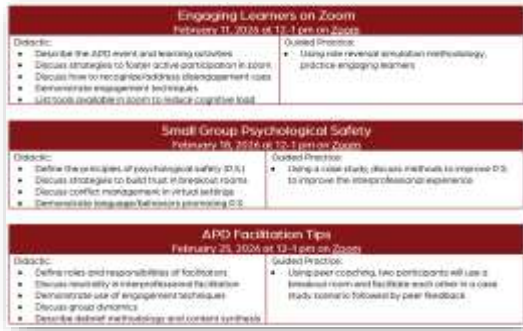 Engaging Learners on Zoom
February 11, 2026 at 12-1 pm on Zoom
Didactic:
• Describe the APD event and learning activities
• Discuss strategies to foster active participation in zoom
• Discuss how to recognize/address disengagement cues
• Demonstrate engagement techniques
• List tools available in zoom to reduce cognitive load
Guided Practice:
• Using role reversal simulation methodology,
practice engaging learners
Small Group Psychological Safety
February 18, 2026 at 12-1 pm on Zoom
Didactic:
• Define the principles of psychological safety (P.S.)
• Discuss strategies to build trust in breakout rooms
• Discuss conflict management in virtual settings
• Demonstrate language/behaviors promoting P.S
Guided Practice:
• Using a case study, discuss methods to improve P.S
to improve the interprofessional experience
APD Facilitation Tips
February 25, 2026 at 12-1 pm on Zoom
Didactic:
• Define roles and responsibilities of facilitators
• Discuss neutrality in interprofessional facilitation
• Demonstrate use of engagement techniques
• Discuss group dynamics
• Describe debrief methodology and content synthesis
Guided Practice:
• Using peer coaching, two participants will use a
breakout room and facilitate each other in a case
study scenario followed by peer feedback